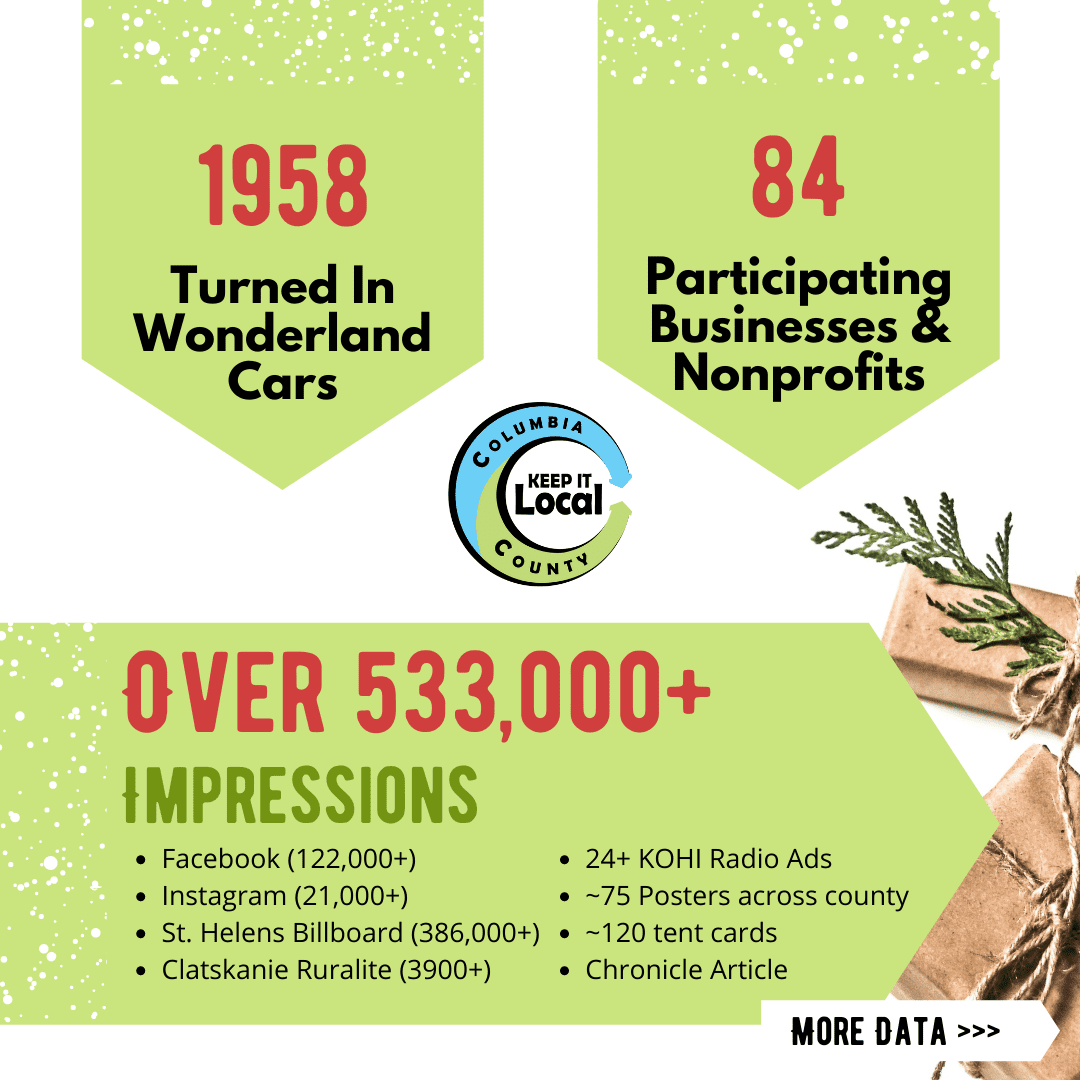 1958
Turned In
Wonderland
Cars
84
Participating
Businesses &
Nonprofits
COLUMBIA
KEEP IT
Local
COUNTY
OVER 533,000+
IMPRESSIONS
• Facebook (122,000+)
• Instagram (21,000+)
• St. Helens Billboard (386,000+)
• Clatskanie Ruralite (3900+)
• 24+ KOHI Radio Ads
• ~75 Posters across county
• ~120 tent cards
• Chronicle Article
MORE DATA >>>